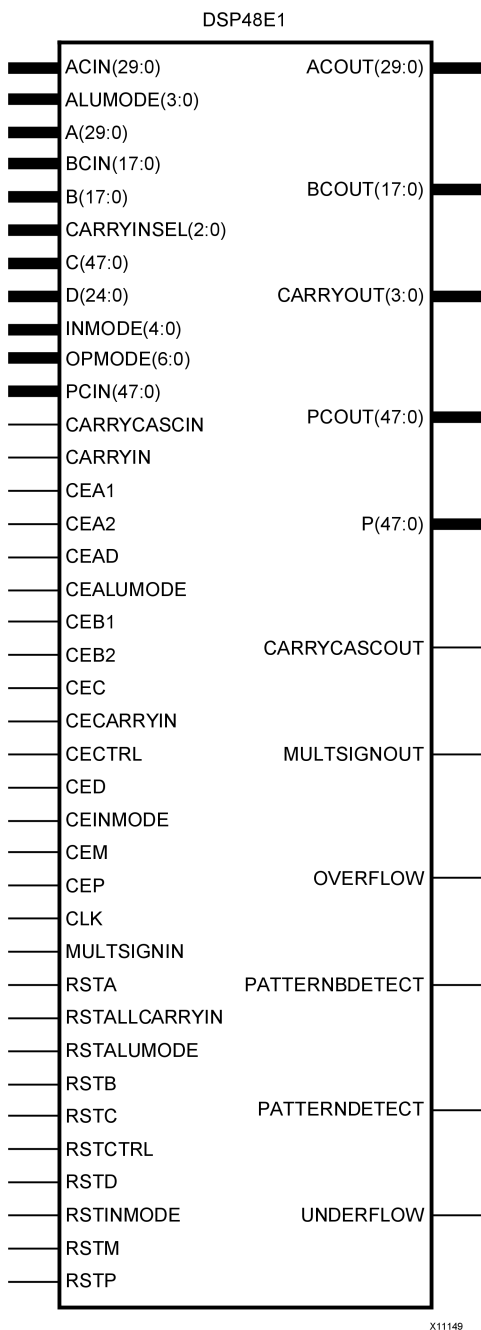 DSP48E1
ACIN(29:0) ACOUT(29:0)
ALUMODE(3:0)
A(29:0)
BCIN(17:0)
B(17:0) BCOUT(17:0)
CARRYINSEL(2:0)
C(47:0)
D(24:0) CARRYOUT(3:0)
INMODE(4:0)
OPMODE(6:0)
PCIN(47:0)
CARRYCASCIN PCOUT(47:0)
CARRYIN
CEA1
CEA2 P(47:0)
CEAD
CEALUMODE
CEB1
CEB2 CARRYCASCOUT
CEC
CECARRYIN
CECTRL MULTSIGNOUT
CED
CEINMODE
CEM
CEP OVERFLOW
CLK
MULTSIGNIN
RSTA PATTERNBDETECT
RSTALLCARRYIN
RSTALUMODE
RSTB
RSTC PATTERNDETECT
RSTCTRL
RSTD
RSTINMODE UNDERFLOW
RSTM
RSTP
X11149